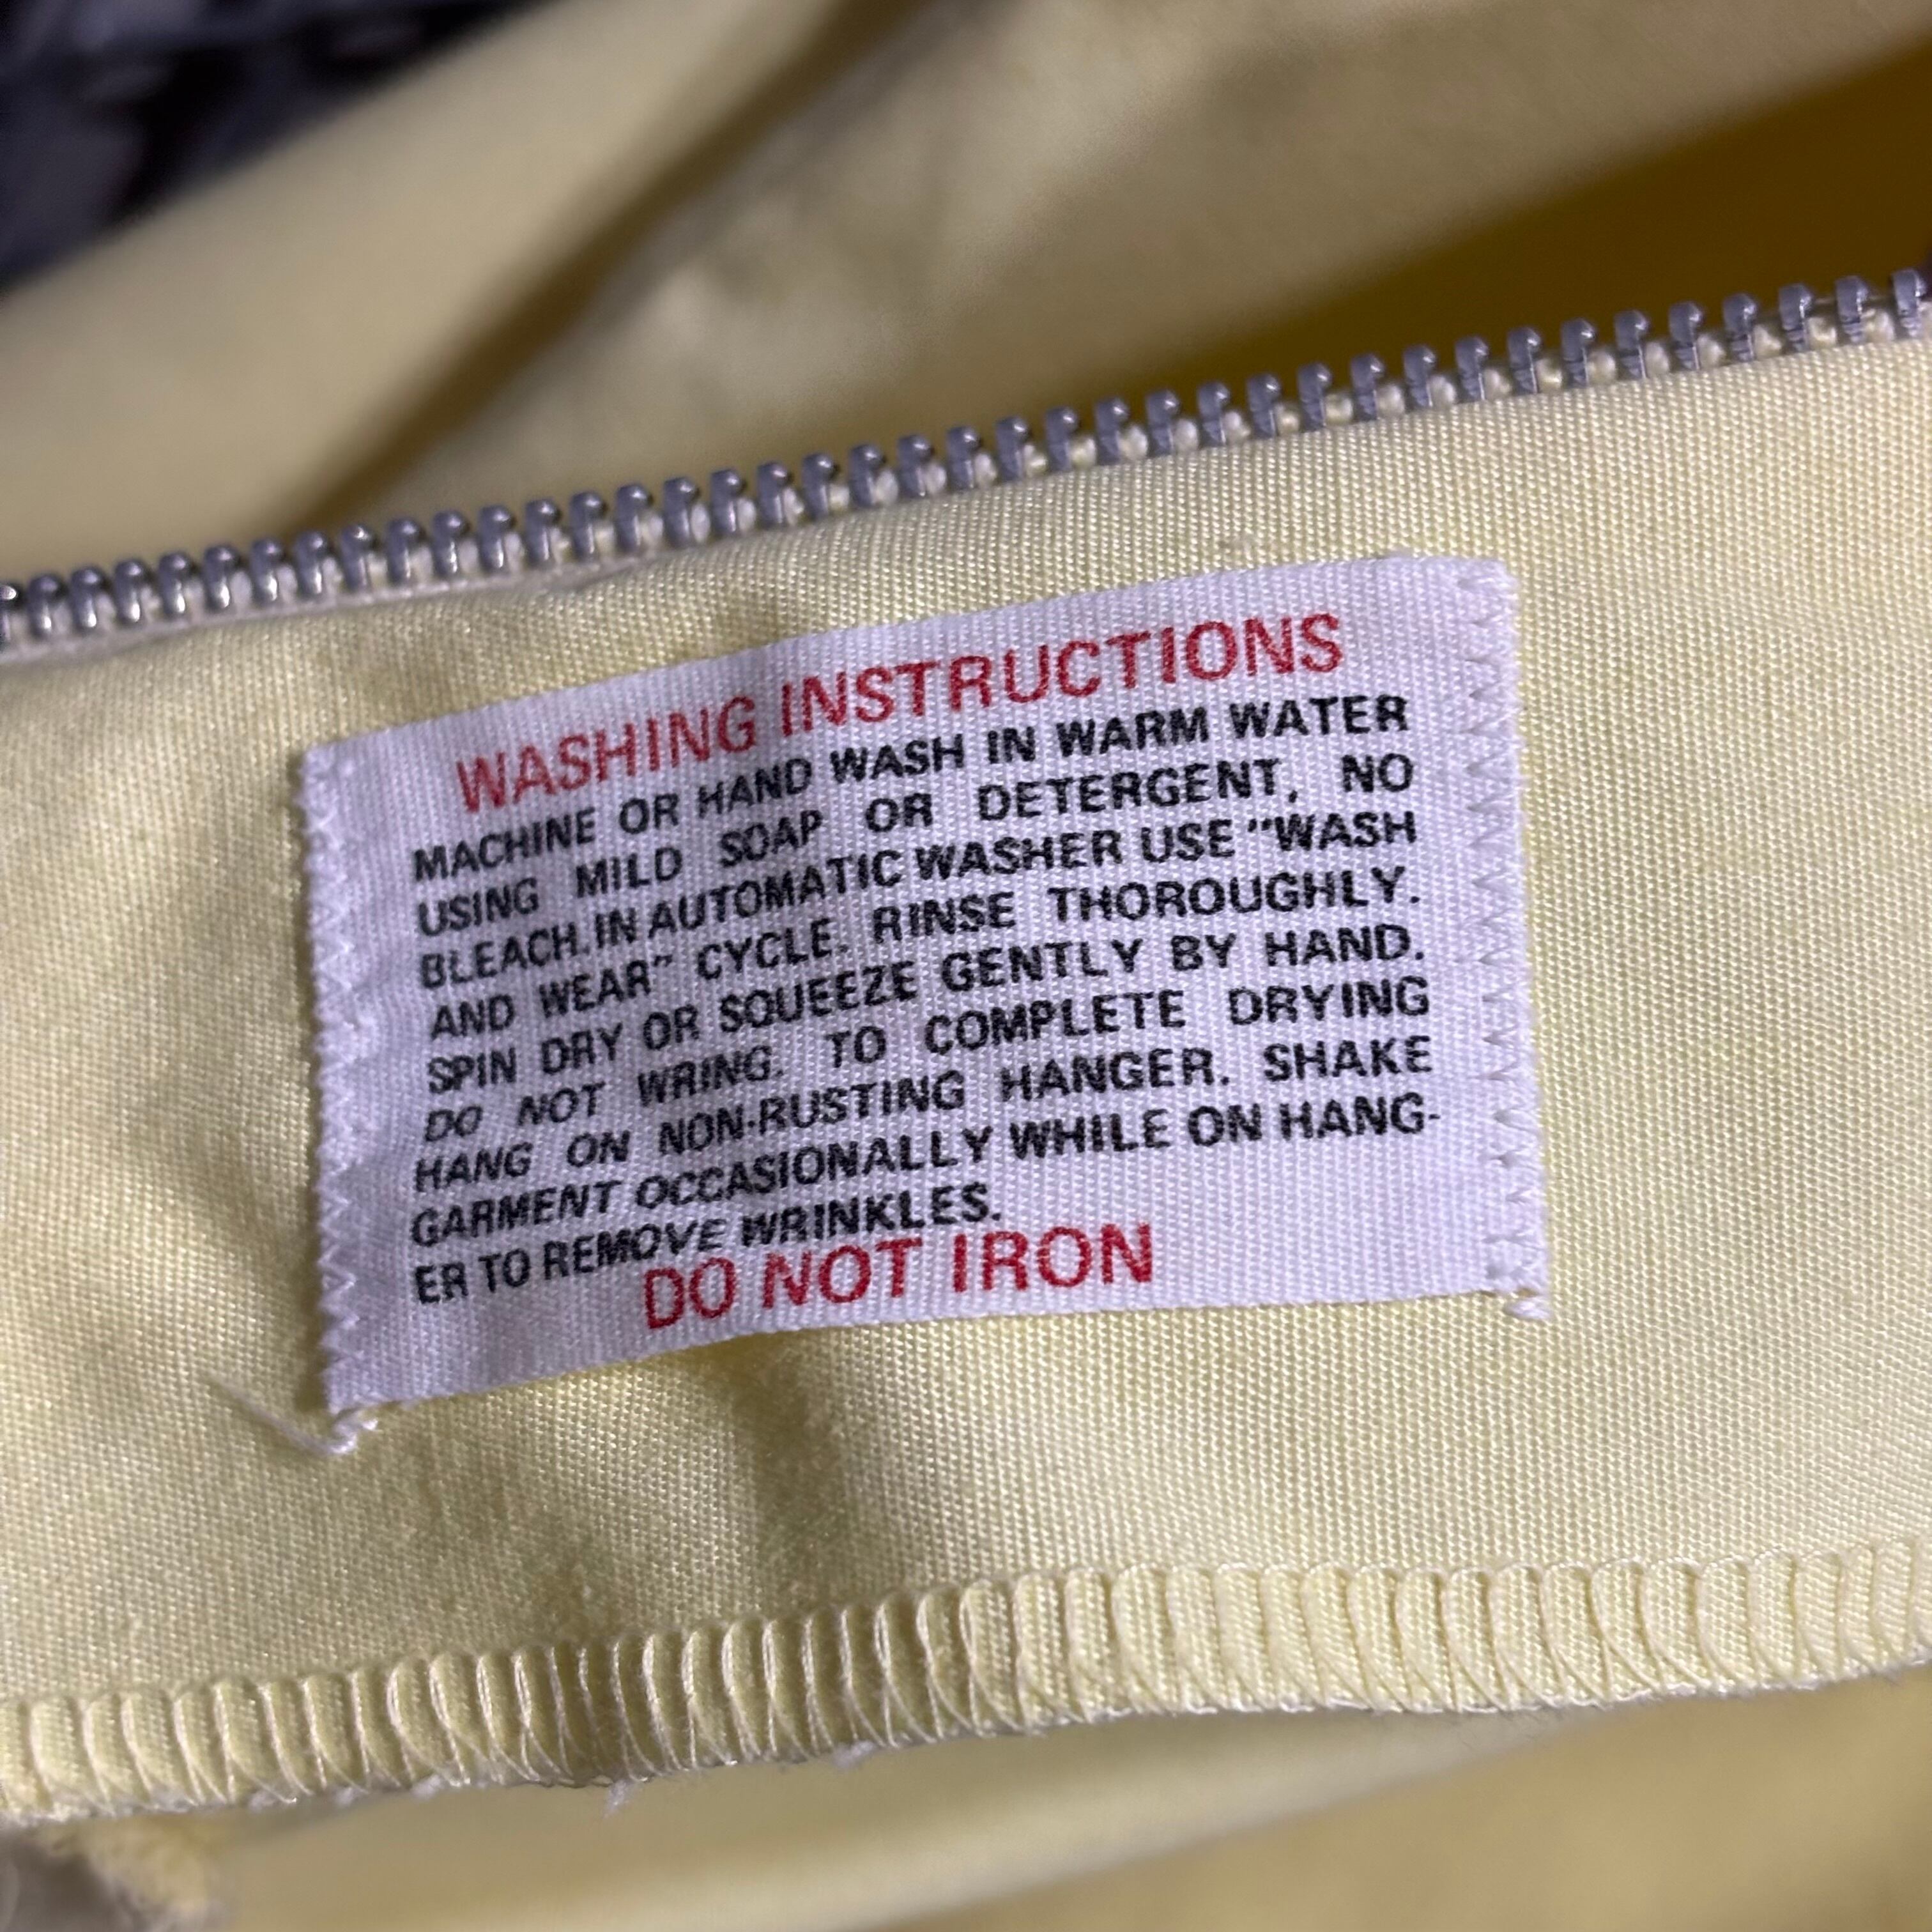 WASHING INSTRUCTIONS
MACHINE OR HAND WASH IN WARM WATER
USING MILD SOAP OR DETERGENT, NO
BLEACH. IN AUTOMATIC WASHER USE "WASH
AND WEAR" CYCLE. RINSE THOROUGHLY.
SPIN DRY OR SQUEEZE GENTLY BY HAND.
DO NOT WRING. TO COMPLETE DRYING
HANG ON NON-RUSTING HANGER. SHAKE
GARMENT OCCASIONALLY WHILE ON HANG-
ER TO REMOVE WRINKLES.
DO NOT IRON